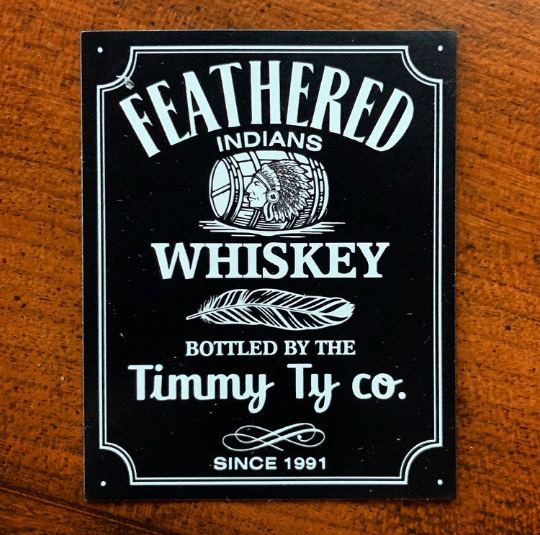 FEATHERED
INDIANS
WHISKEY
BOTTLED BY THE
Timmy Ty co.
SINCE 1991